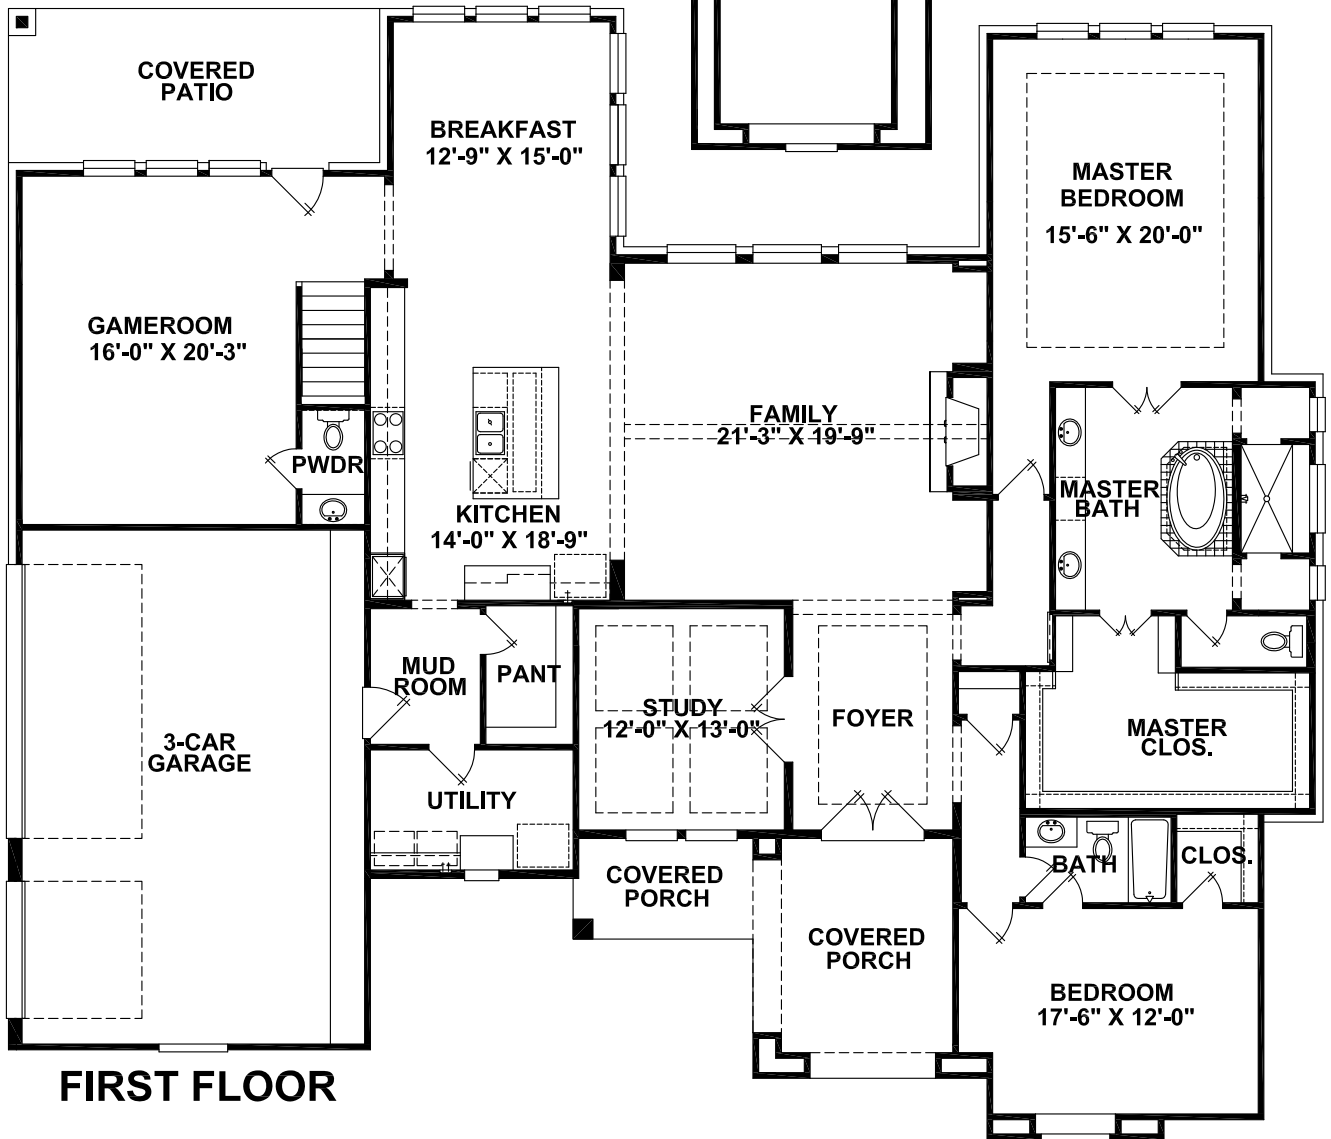 COVERED
PATIO
BREAKFAST
12'-9" X 15'-0"
MASTER
BEDROOM
15'-6" X 20'-0"
GAMEROOM
16'-0" X 20'-3"
FAMILY
21'-3" X 19'-9"
PWDR
KITCHEN
14'-0" X 18'-9"
MASTER
BATH
MUD
ROOM
PANT
STUDY
12'-0" X 13'-0"
FOYER
MASTER
CLOS.
3-CAR
GARAGE
UTILITY
COVERED
PORCH
BATH
CLOS.
COVERED
PORCH
BEDROOM
17'-6" X 12'-0"
FIRST FLOOR